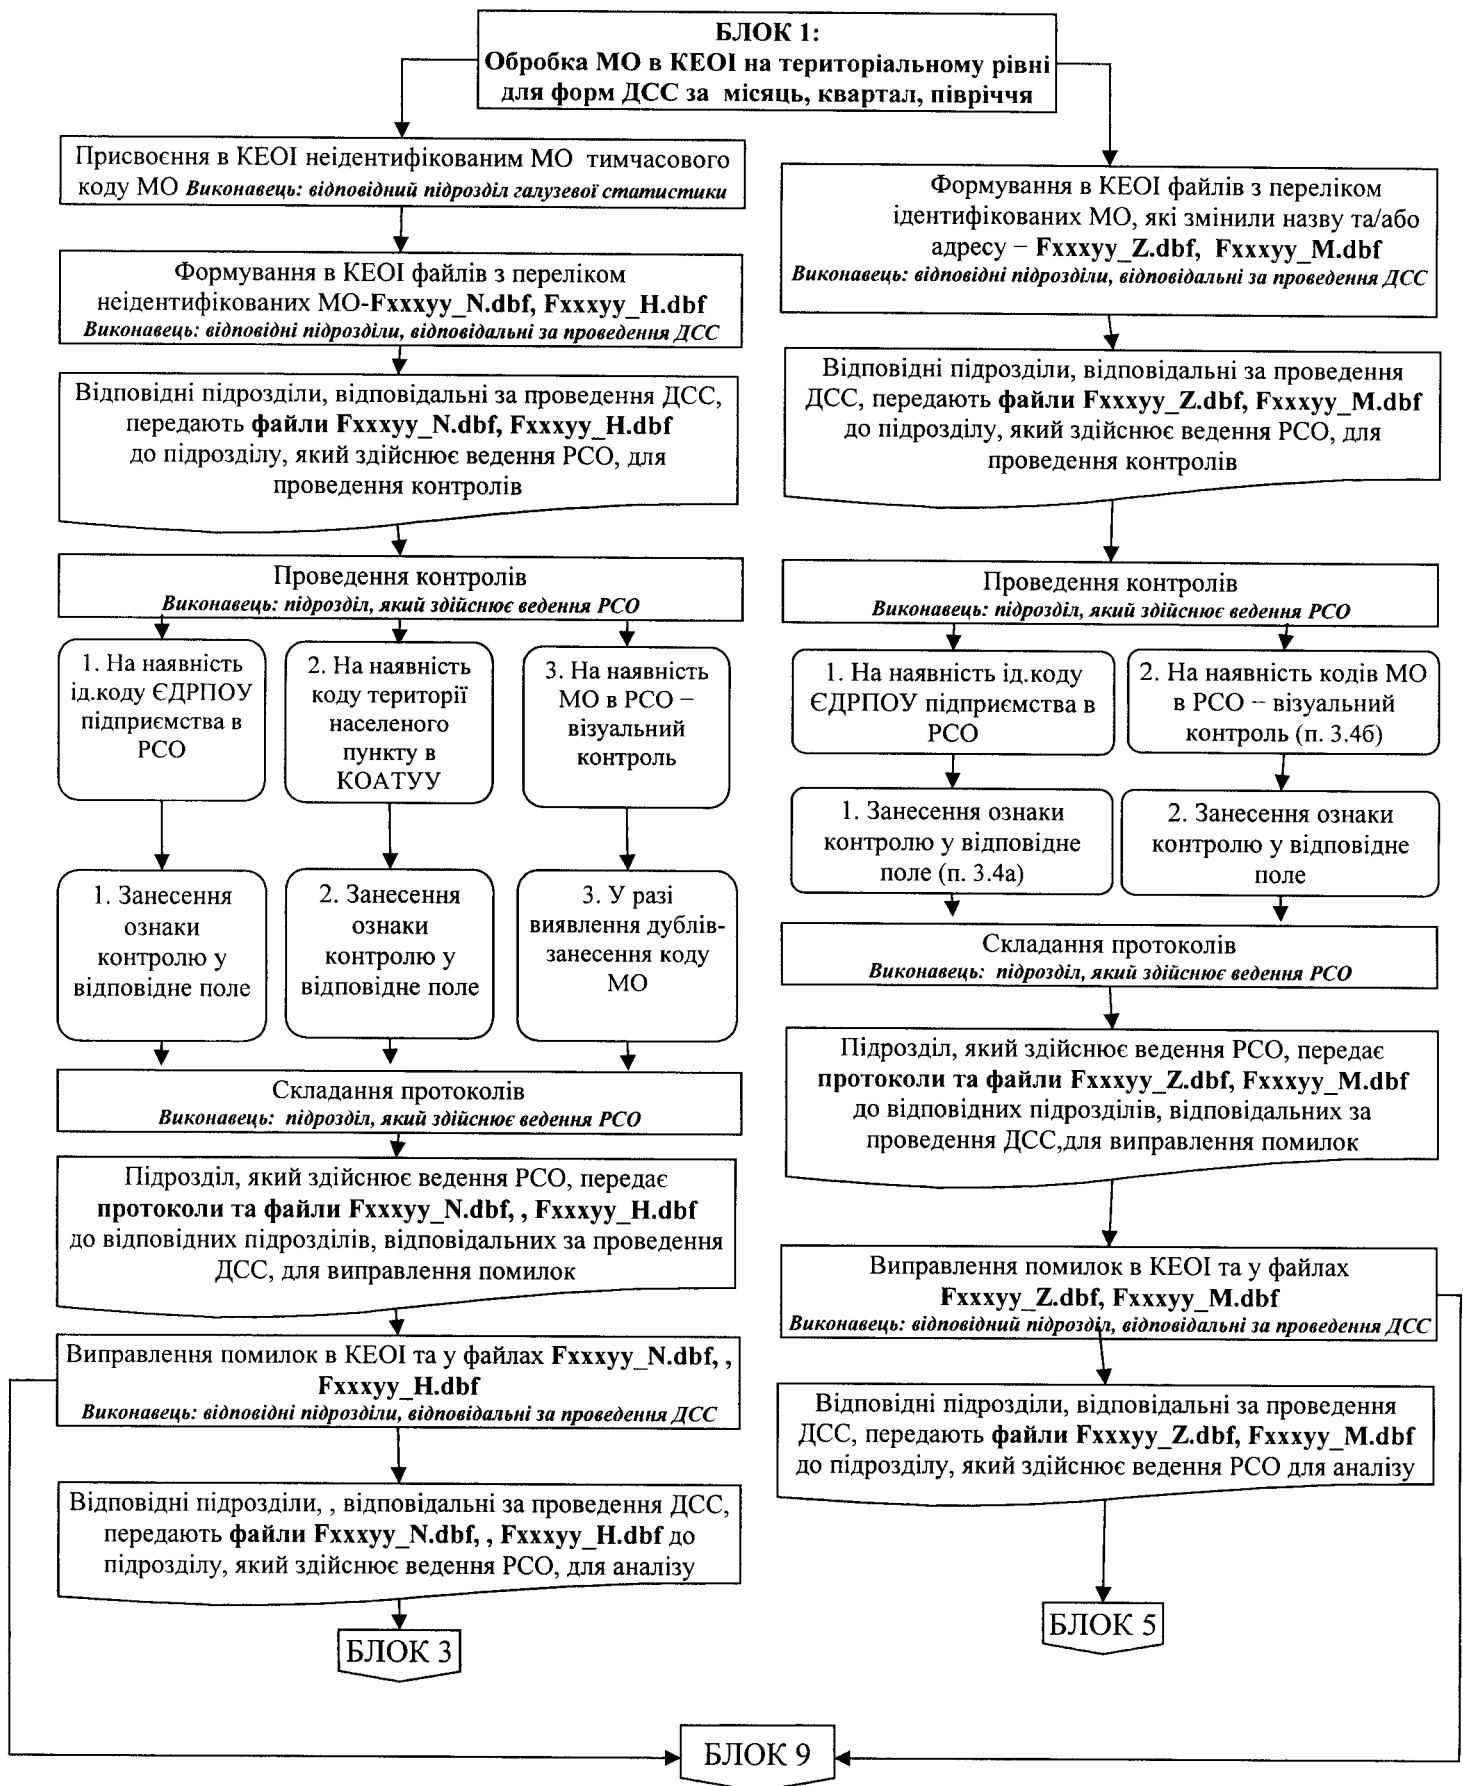 БЛОК 1:
Обробка МО в КЕОІ на територіальному рівні
для форм ДСС за місяць, квартал, півріччя
Присвоєння в КЕОІ неідентифікованим МО тимчасового
коду МО Виконавець: відповідний підрозділ галузевої статистики
Формування в КЕОІ файлів з переліком
неідентифікованих МО-Fxxxyy_N.dbf, Fxxxyy_H.dbf
Виконавець: відповідні підрозділи, відповідальні за проведення ДСС
Відповідні підрозділи, відповідальні за проведення ДСС,
передають файли Fxxxyy_N.dbf, Fxxxyy_H.dbf
до підрозділу, який здійснює ведення РСО, для
проведення контролів
Проведення контролів
Виконавець: підрозділ, який здійснює ведення РСО
1. На наявність
ід.коду ЄДРПОУ
підприємства в
РСО
2. На наявність
коду території
населеного
пункту в
КОАТУУ
3. На наявність
МО в РСО –
візуальний
контроль
1. Занесення
ознаки
контролю у
відповідне поле
2. Занесення
ознаки
контролю у
відповідне поле
3. У разі
виявлення дублів-
занесення коду
МО
Складання протоколів
Виконавець: підрозділ, який здійснює ведення РСО
Підрозділ, який здійснює ведення РСО, передає
протоколи та файли Fxxxyy_N.dbf, , Fxxxyy_H.dbf
до відповідних підрозділів, відповідальних за проведення
ДСС, для виправлення помилок
Виправлення помилок в КЕОІ та у файлах Fxxxyy_N.dbf, ,
Fxxxyy_H.dbf
Виконавець: відповідні підрозділи, відповідальні за проведення ДСС
Відповідні підрозділи, , відповідальні за проведення ДСС,
передають файли Fxxxyy_N.dbf, , Fxxxyy_H.dbf до
підрозділу, який здійснює ведення РСО, для аналізу
БЛОК 3
Формування в КЕОІ файлів з переліком
ідентифікованих МО, які змінили назву та/або
адресу – Fxxxyy_Z.dbf, Fxxxyy_M.dbf
Виконавець: відповідні підрозділи, відповідальні за проведення ДСС
Відповідні підрозділи, відповідальні за проведення
ДСС, передають файли Fxxxyy_Z.dbf, Fxxxyy_M.dbf
до підрозділу, який здійснює ведення РСО, для
проведення контролів
Проведення контролів
Виконавець: підрозділ, який здійснює ведення РСО
1. На наявність ід.коду
ЄДРПОУ підприємства в
РСО
2. На наявність кодів МО
в РСО – візуальний
контроль (п. 3.4б)
1. Занесення ознаки
контролю у відповідне
поле (п. 3.4а)
2. Занесення ознаки
контролю у відповідне
поле
Складання протоколів
Виконавець: підрозділ, який здійснює ведення РСО
Підрозділ, який здійснює ведення РСО, передає
протоколи та файли Fxxxyy_Z.dbf, Fxxxyy_M.dbf
до відповідних підрозділів, відповідальних за
проведення ДСС,для виправлення помилок
Виправлення помилок в КЕОІ та у файлах
Fxxxyy_Z.dbf, Fxxxyy_M.dbf
Виконавець: відповідний підрозділ, відповідальні за проведення ДСС
Відповідні підрозділи, відповідальні за проведення
ДСС, передають файли Fxxxyy_Z.dbf, Fxxxyy_M.dbf
до підрозділу, який здійснює ведення РСО для аналізу
БЛОК 5
БЛОК 9